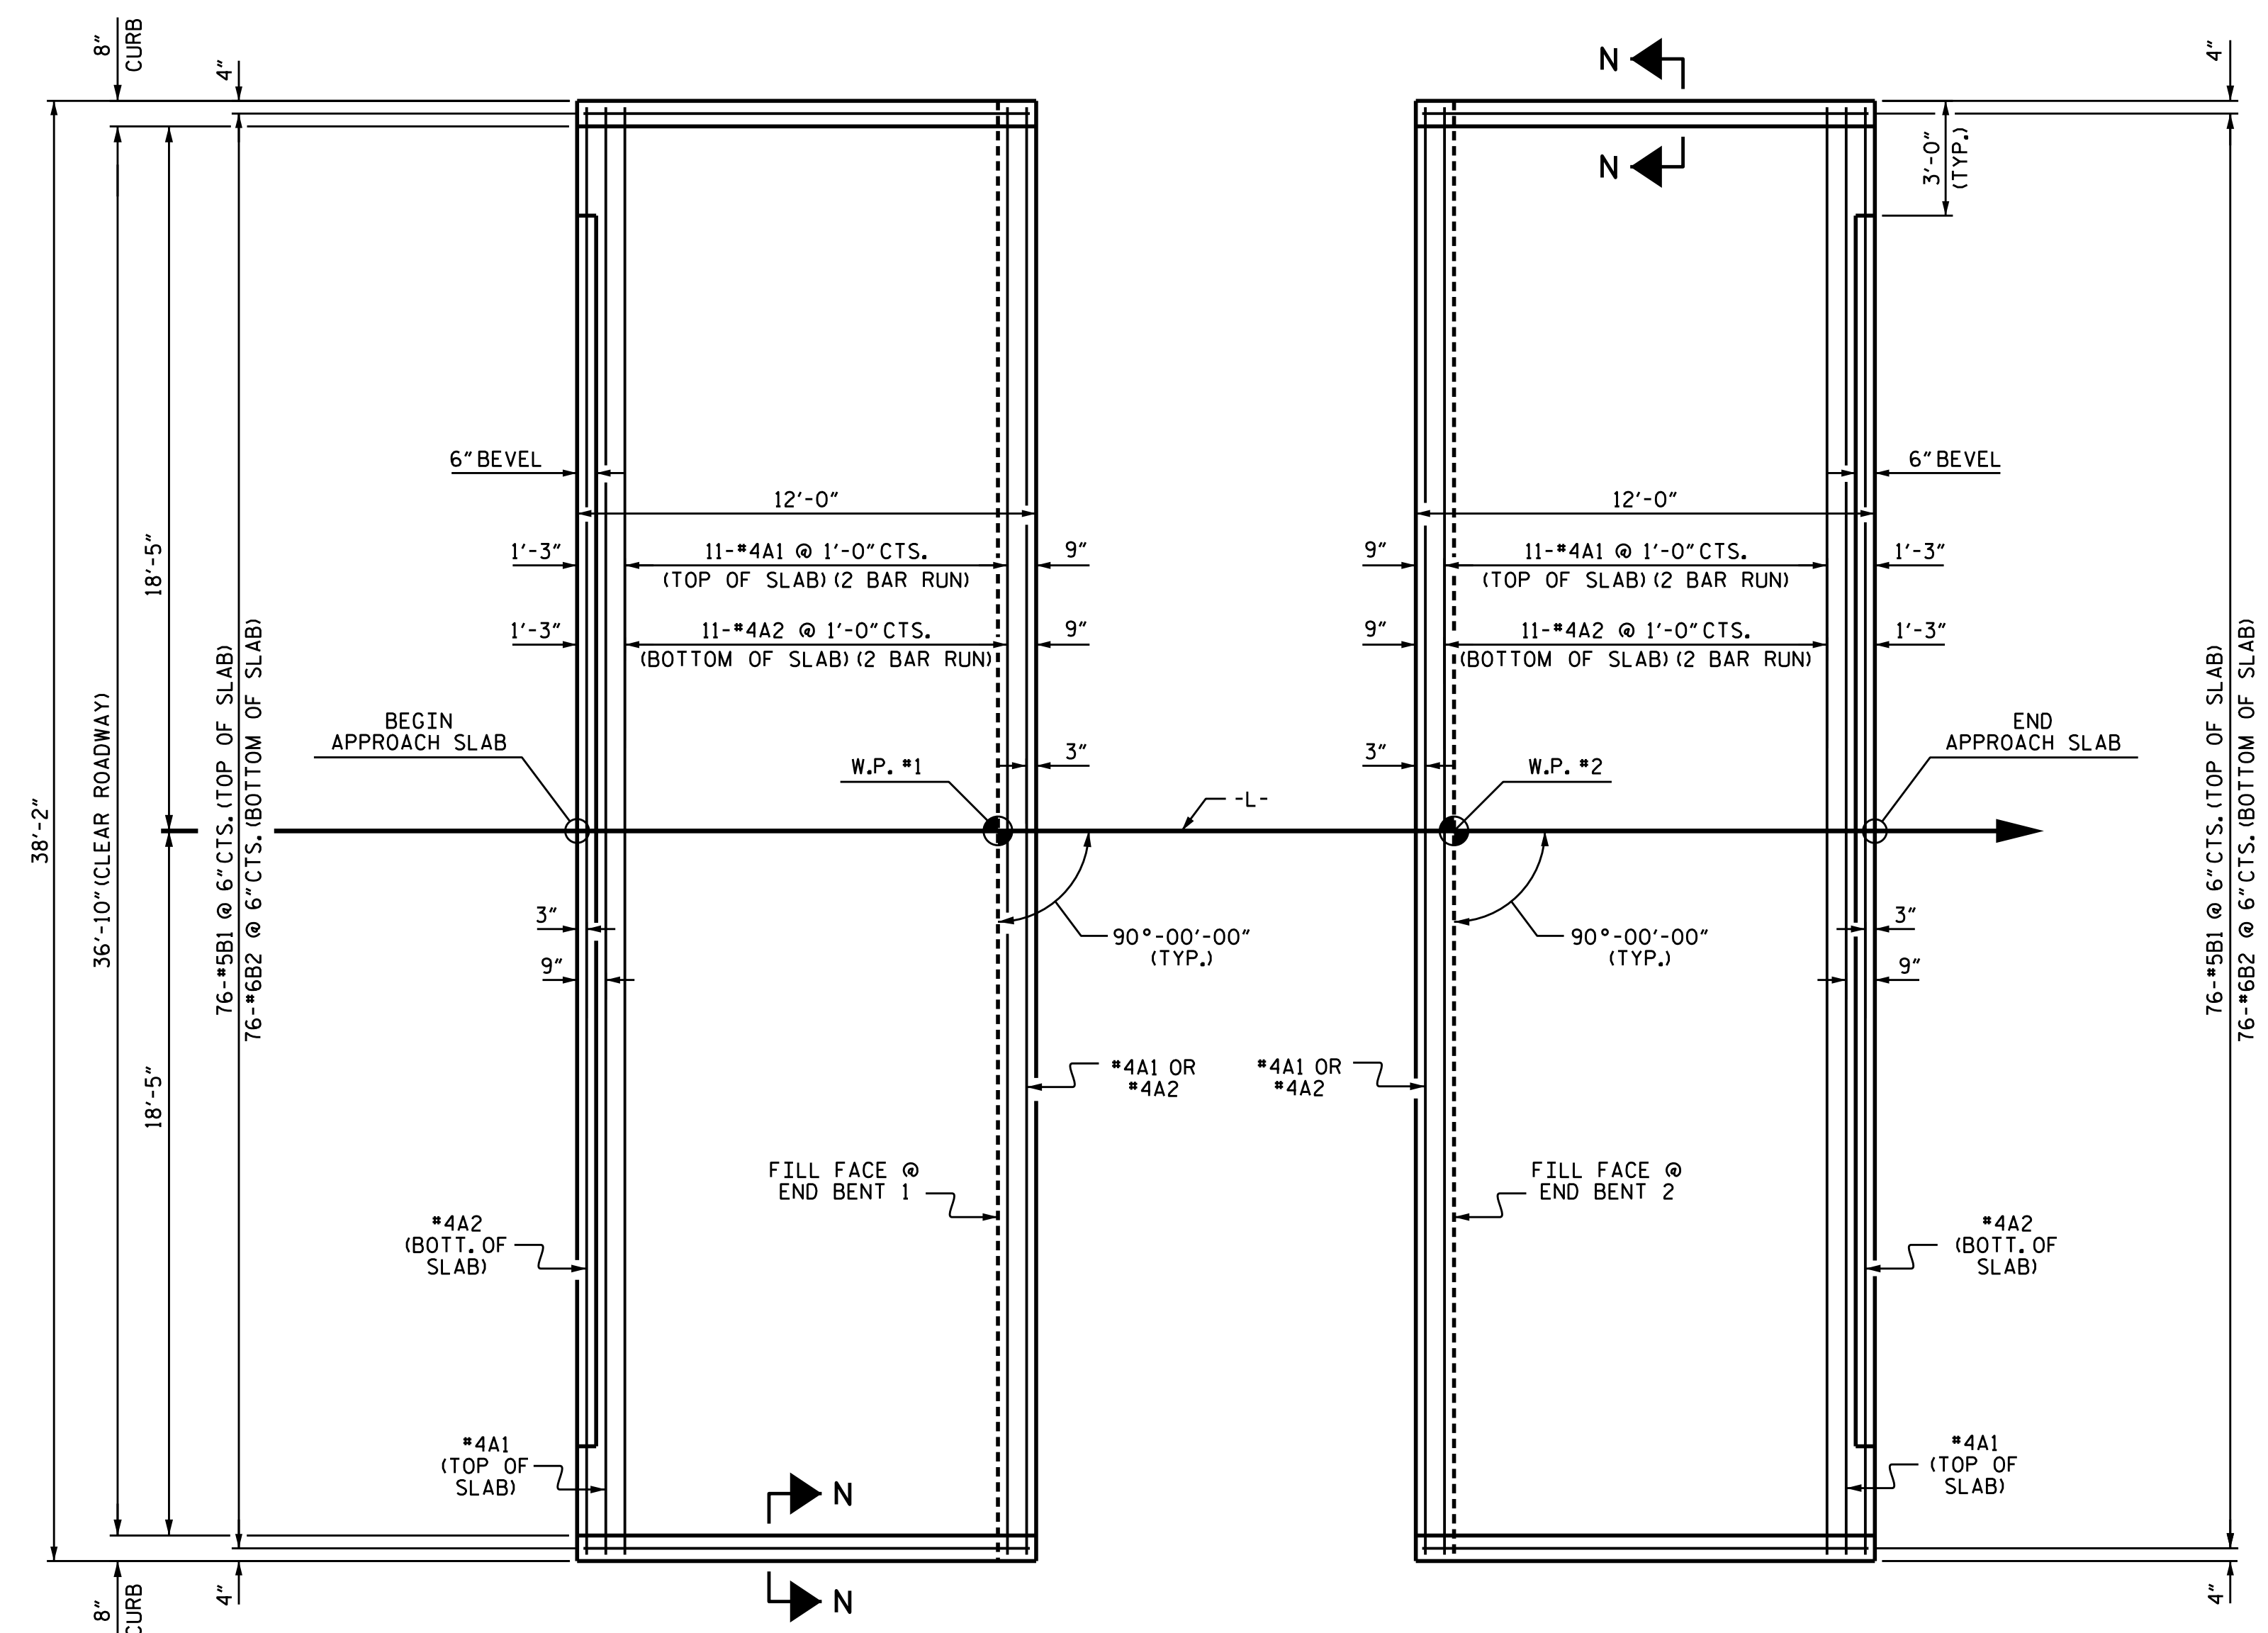 8" CURB
4"
N
N
4"
3'-0"
(TYP.)
6" BEVEL
6" BEVEL
12'-0"
12'-0"
1'-3"
11-#4A1 @ 1'-0" CTS.
(TOP OF SLAB) (2 BAR RUN)
9"
9"
11-#4A1 @ 1'-0" CTS.
(TOP OF SLAB) (2 BAR RUN)
1'-3"
1'-3"
11-#4A2 @ 1'-0" CTS.
(BOTTOM OF SLAB) (2 BAR RUN)
9"
9"
11-#4A2 @ 1'-0" CTS.
(BOTTOM OF SLAB) (2 BAR RUN)
1'-3"
38'-2"
36'-10" (CLEAR ROADWAY)
18'-5"
18'-5"
76-#5B1 @ 6" CTS. (TOP OF SLAB)
76-#6B2 @ 6" CTS. (BOTTOM OF SLAB)
76-#5B1 @ 6" CTS. (TOP OF SLAB)
76-#6B2 @ 6" CTS. (BOTTOM OF SLAB)
BEGIN
APPROACH SLAB
W.P. #1
3"
-L-
3"
W.P. #2
END
APPROACH SLAB
3"
9"
90°-00'-00"
(TYP.)
90°-00'-00"
(TYP.)
3"
9"
#4A1 OR
#4A2
#4A1 OR
#4A2
FILL FACE @
END BENT 1
FILL FACE @
END BENT 2
#4A2
(BOTT. OF
SLAB)
#4A2
(BOTT. OF
SLAB)
#4A1
(TOP OF
SLAB)
#4A1
(TOP OF
SLAB)
N
N
8" CURB
4"
4"